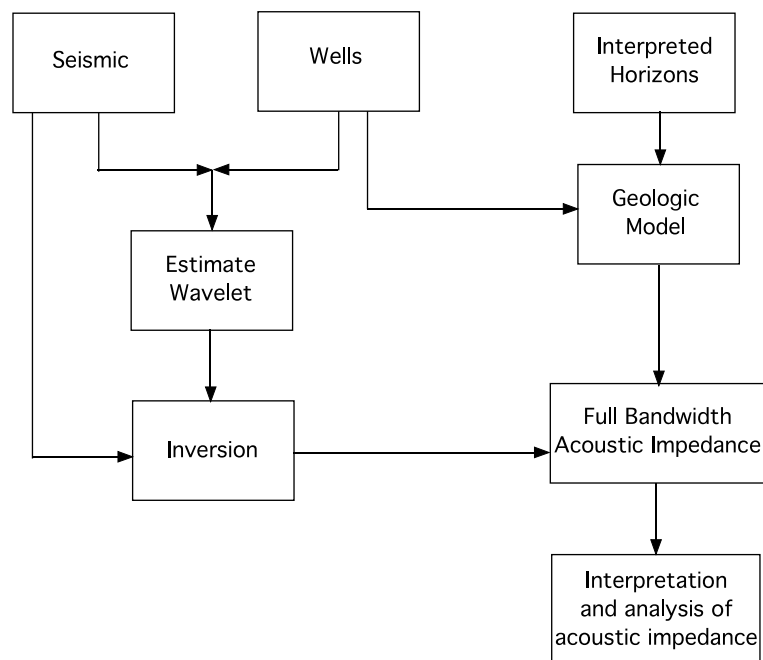 Seismic
Wells
Interpreted
Horizons
Geologic
Model
Estimate
Wavelet
Full Bandwidth
Acoustic Impedance
Inversion
Interpretation
and analysis of
acoustic impedance